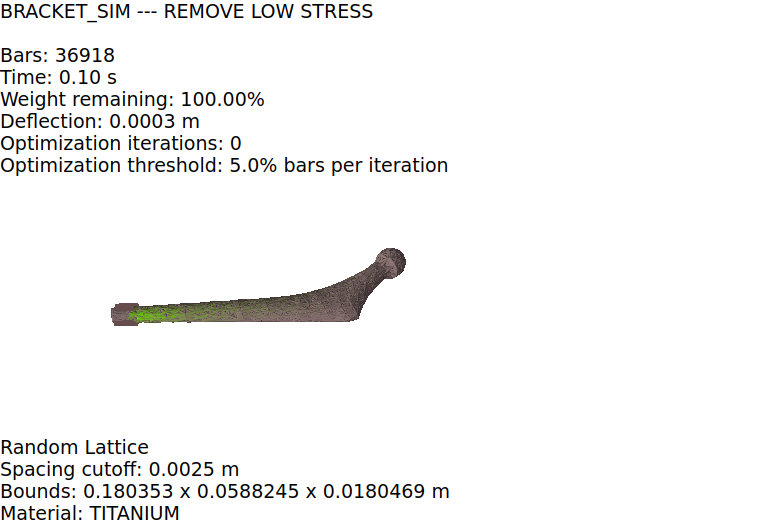 BRACKET_SIM --- REMOVE LOW STRESS
Bars: 36918
Time: 0.10 s
Weight remaining: 100.00%
Deflection: 0.0003 m
Optimization iterations: 0
Optimization threshold: 5.0% bars per iteration
Random Lattice
Spacing cutoff: 0.0025 m
Bounds: 0.180353 x 0.0588245 x 0.0180469 m
Material: TITANIUM